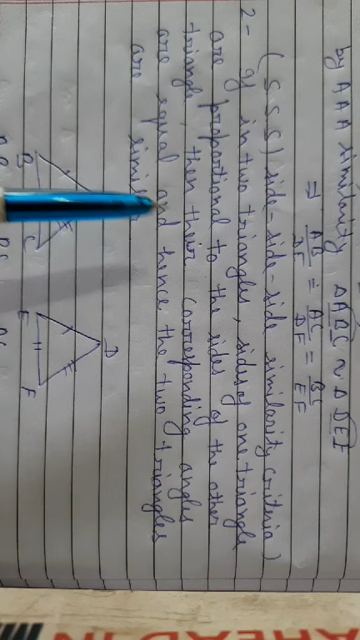 by AAA similarity ΔABC ~ ΔDEF
⇒ AB/DE = AC/DF = BC/EF
(S.S.S) side-side-side similarity criteria)
2- If in two triangles, sides of one triangle
are proportional to the sides of the other
triangle, then their corresponding angles
are equal and hence the two triangles
are
D
B C E F
AHEAD IN